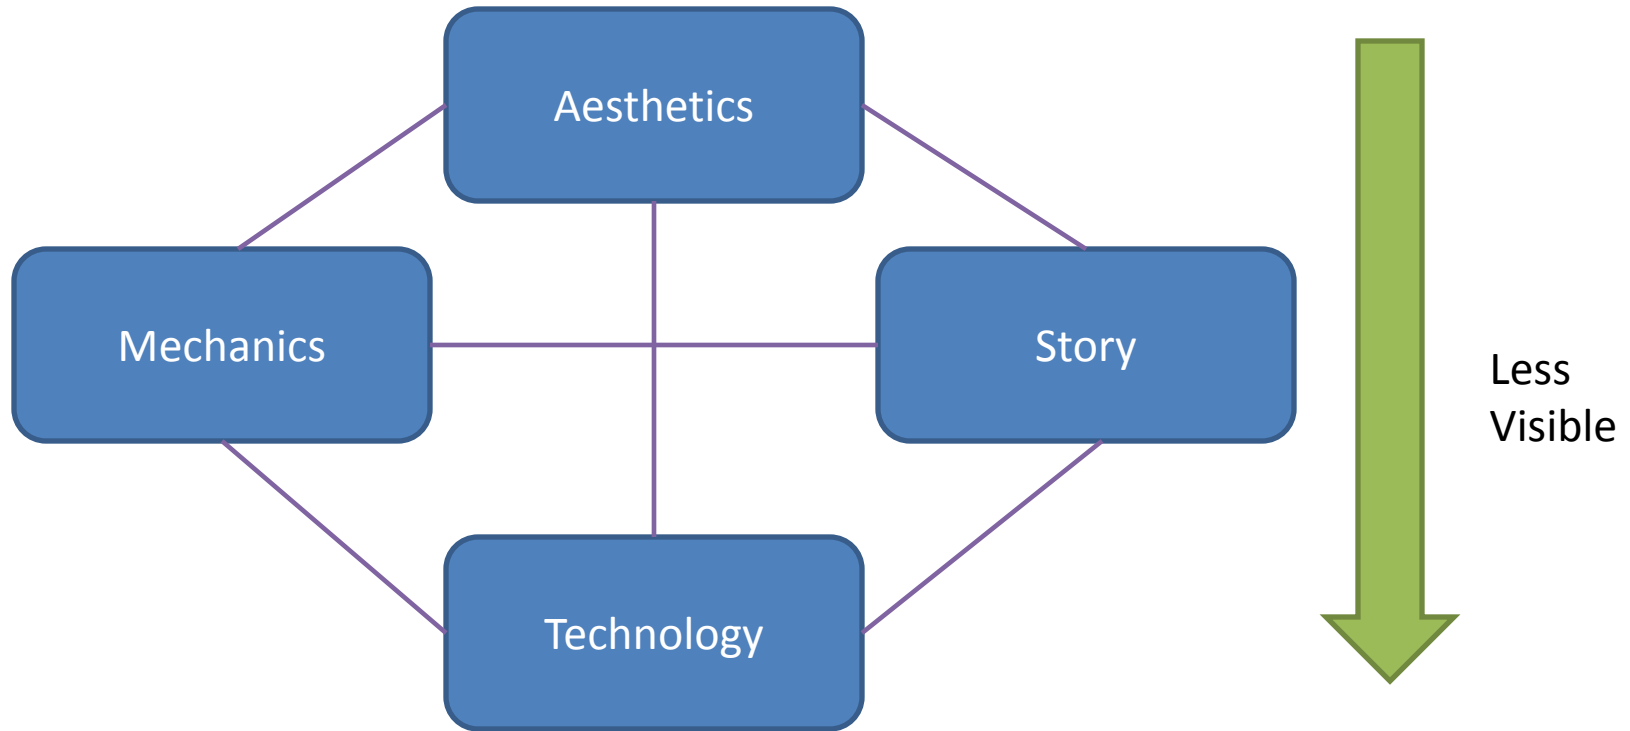 Aesthetics
Mechanics
Story
Less
Visible
Technology